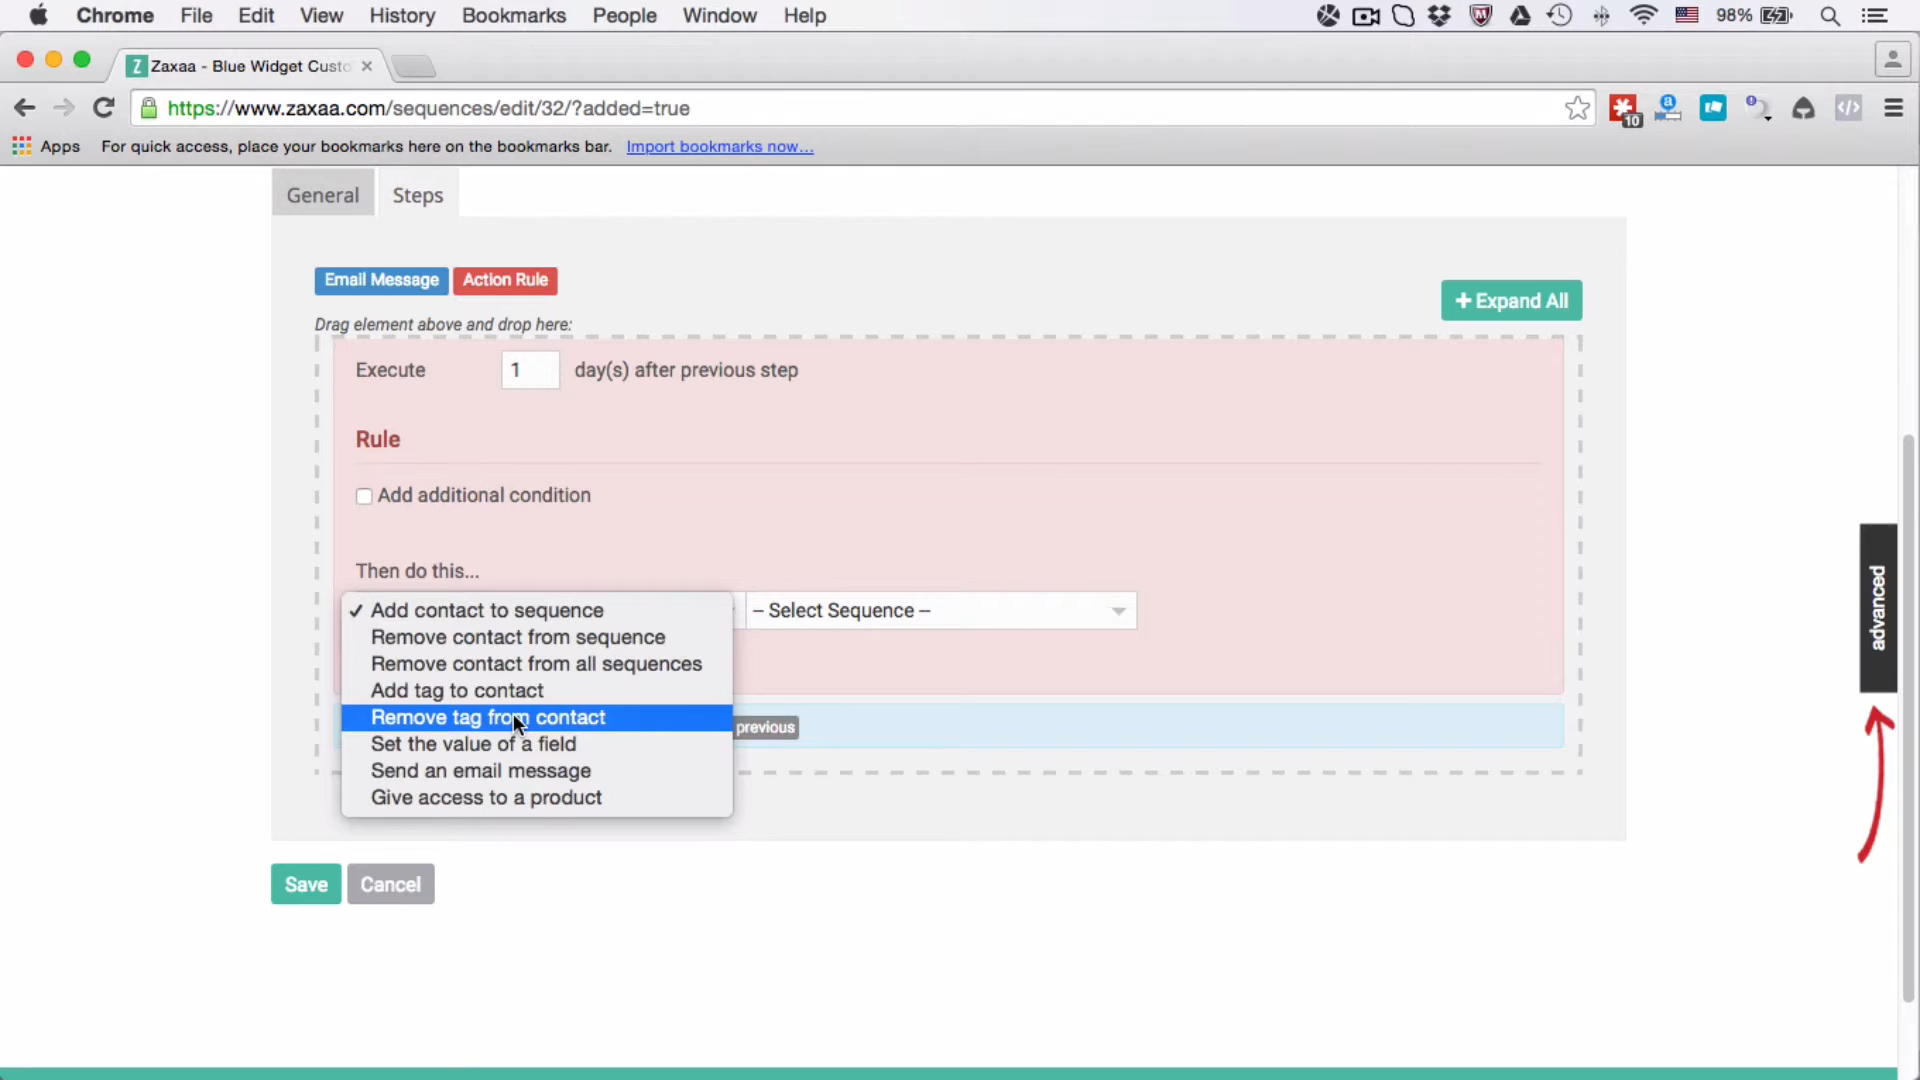 Chrome File Edit View History Bookmarks People Window Help 98%
Z Zaxaa - Blue Widget Custo
https://www.zaxaa.com/sequences/edit/32/?added=true
10
Apps For quick access, place your bookmarks here on the bookmarks bar. Import bookmarks now...
General Steps
Email Message Action Rule
+ Expand All
Drag element above and drop here:
Execute 1 day(s) after previous step
Rule
Add additional condition
Then do this...
✓ Add contact to sequence
– Select Sequence –
Remove contact from sequence
Remove contact from all sequences
Add tag to contact
Remove tag from contact
previous
Set the value of a field
Send an email message
Give access to a product
advanced
Save Cancel